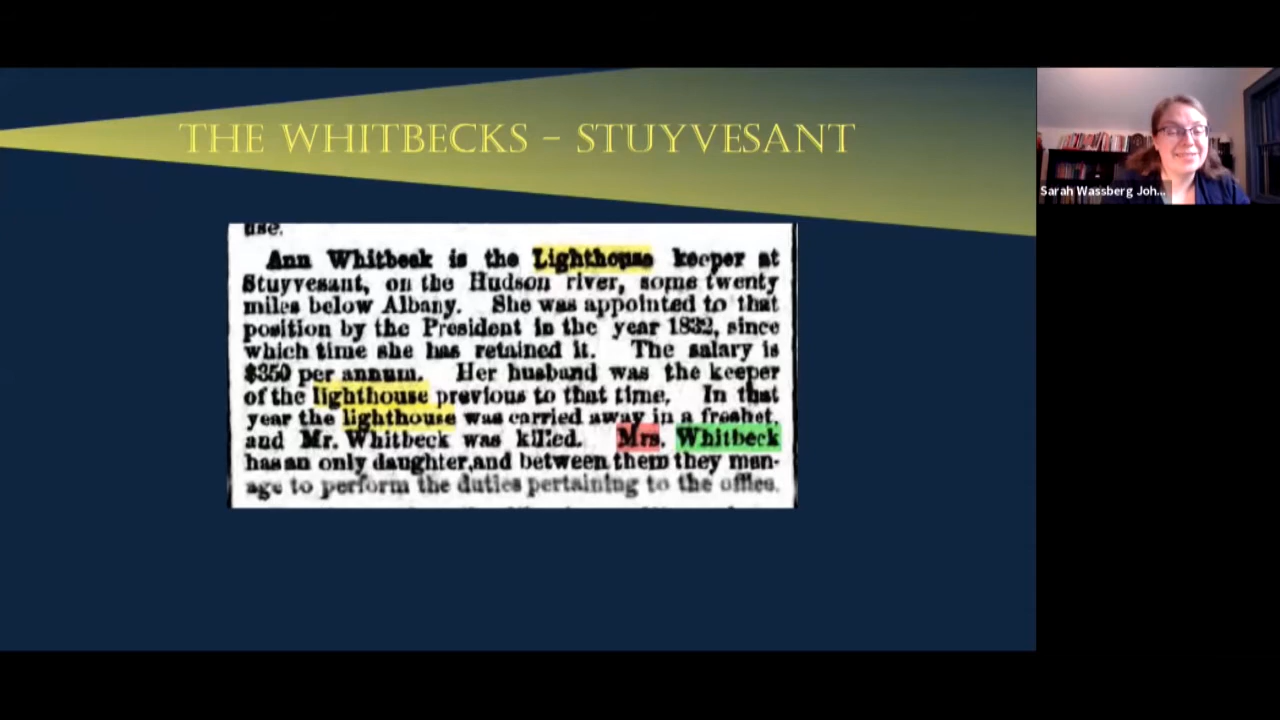 THE WHITBECKS – STUYVESANT
use.
Ann Whitbeck is the Lighthouse keeper at
Stuyvesant, on the Hudson river, some twenty
miles below Albany. She was appointed to that
position by the President in the year 1832, since
which time she has retained it. The salary is
$350 per annum. Her husband was the keeper
of the lighthouse previous to that time. In that
year the lighthouse was carried away in a freshet,
and Mr. Whitbeck was killed. Mrs. Whitbeck
has an only daughter, and between them they man-
age to perform the duties pertaining to the office.
Sarah Wassberg Joh...